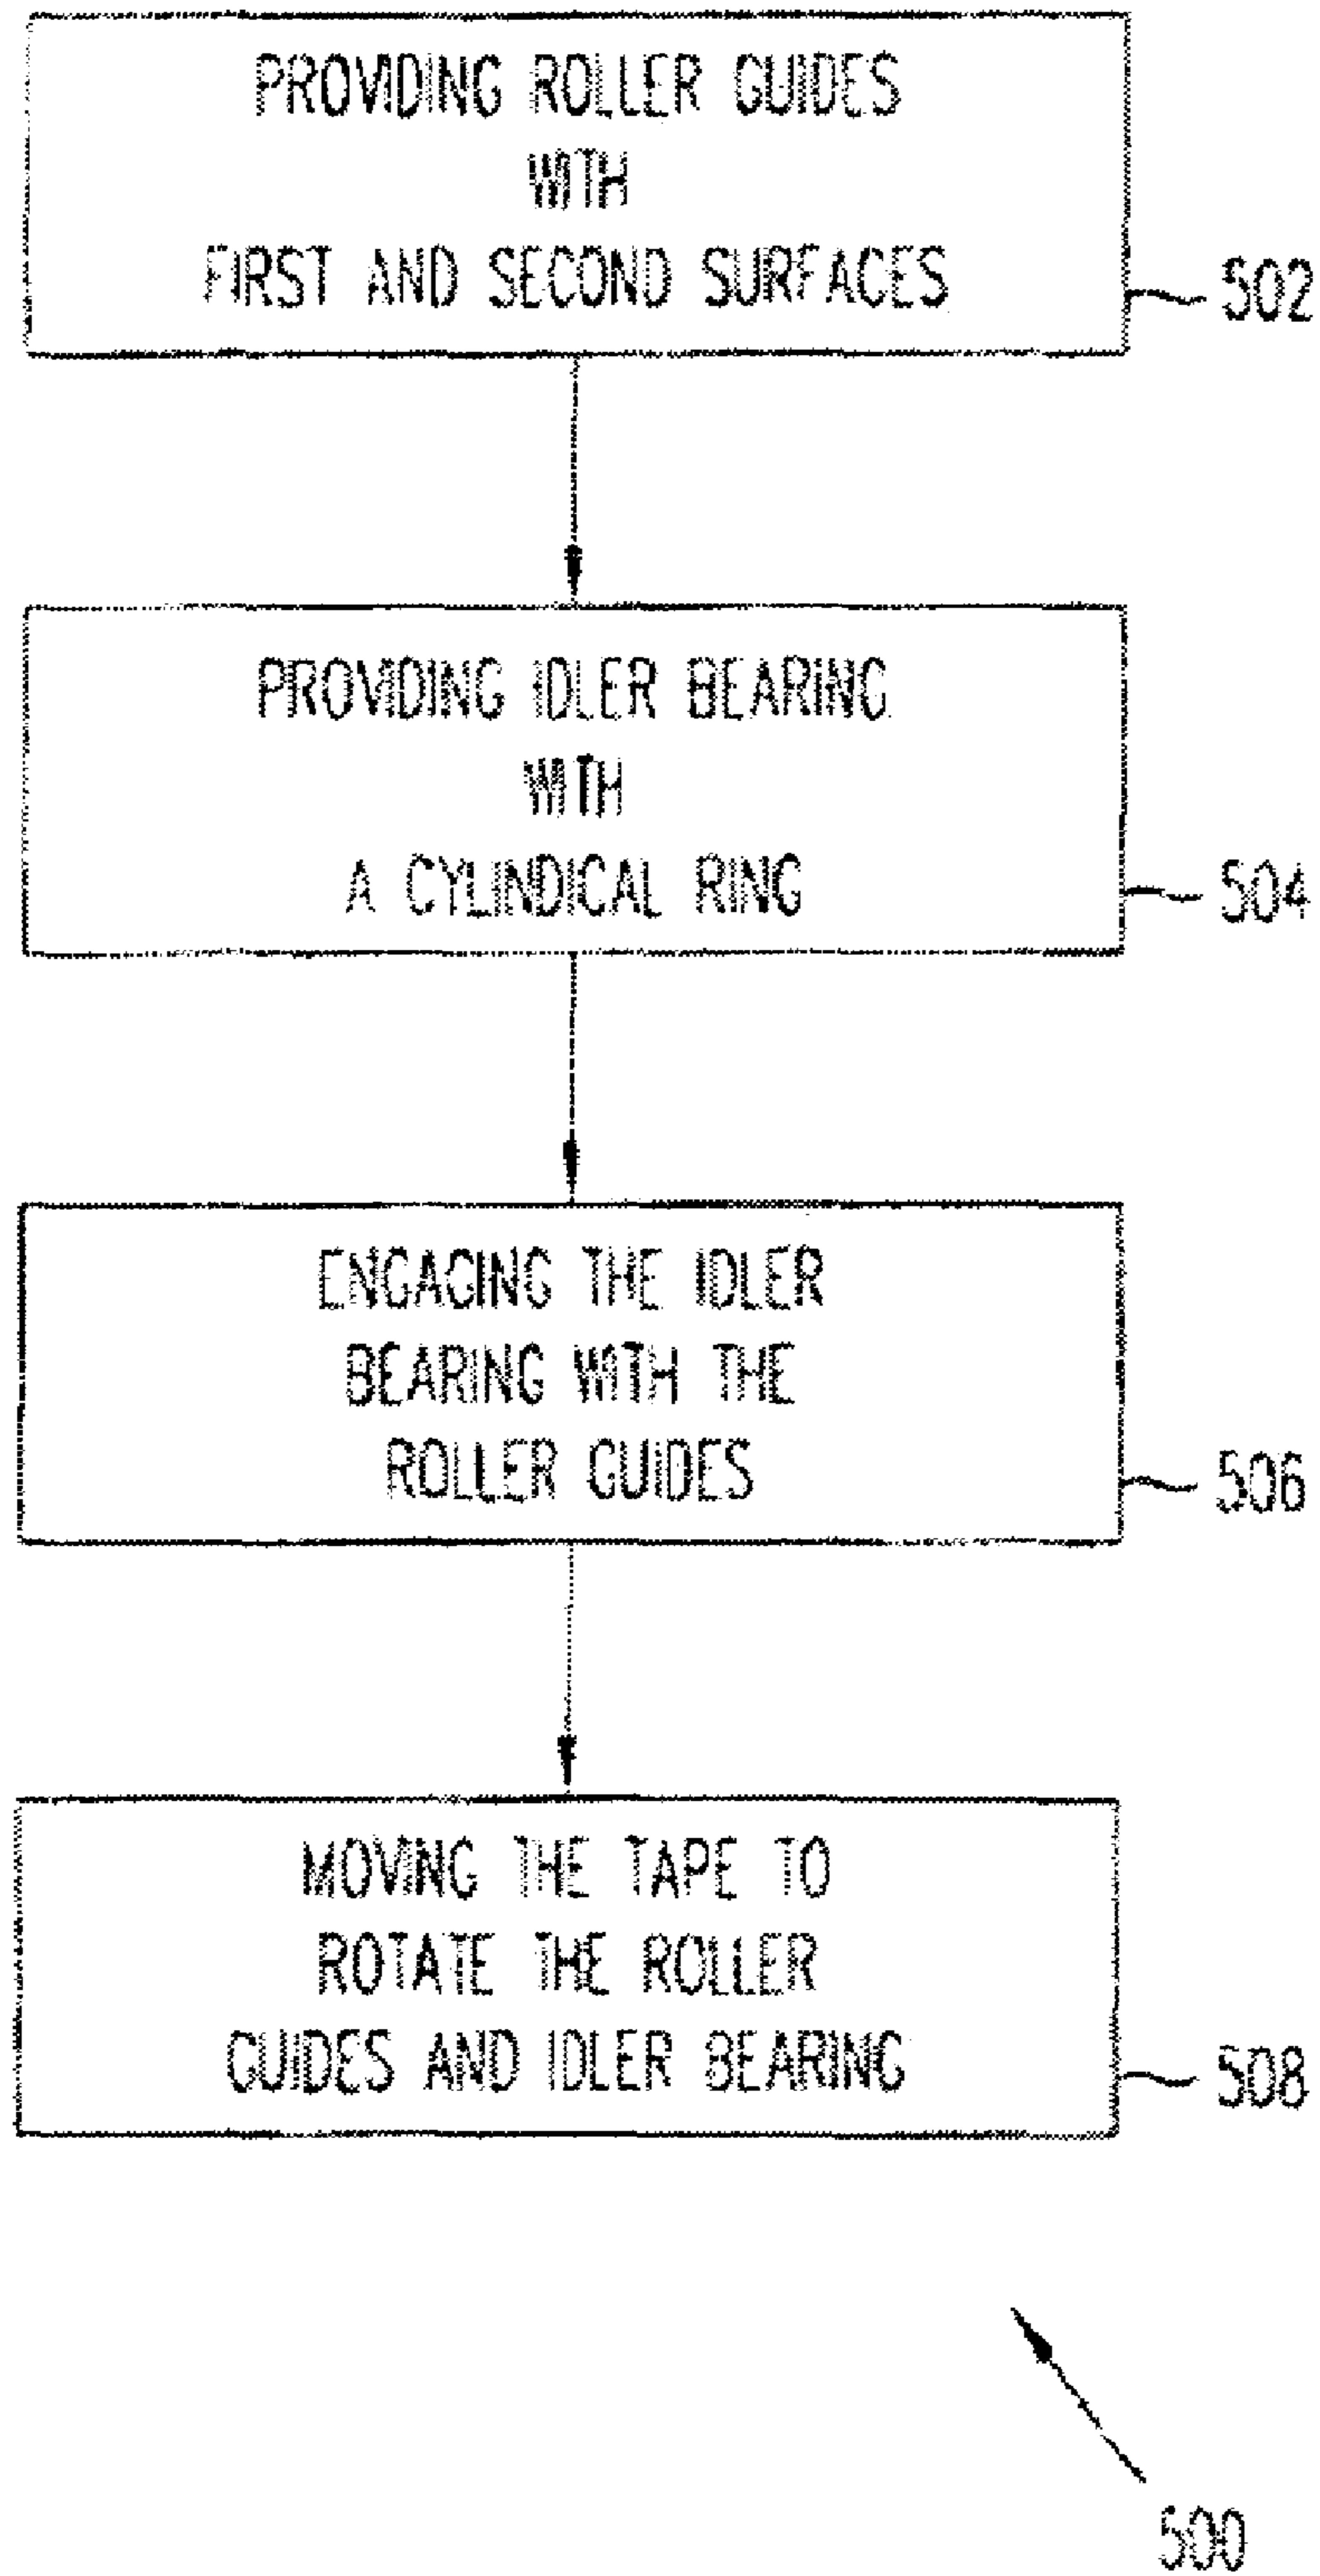 PROVIDING ROLLER GUIDES
WITH
FIRST AND SECOND SURFACES
502
PROVIDING IDLER BEARING
WITH
A CYLINDICAL RING
504
ENGAGING THE IDLER
BEARING WITH THE
ROLLER GUIDES
506
MOVING THE TAPE TO
ROTATE THE ROLLER
GUIDES AND IDLER BEARING
508
500